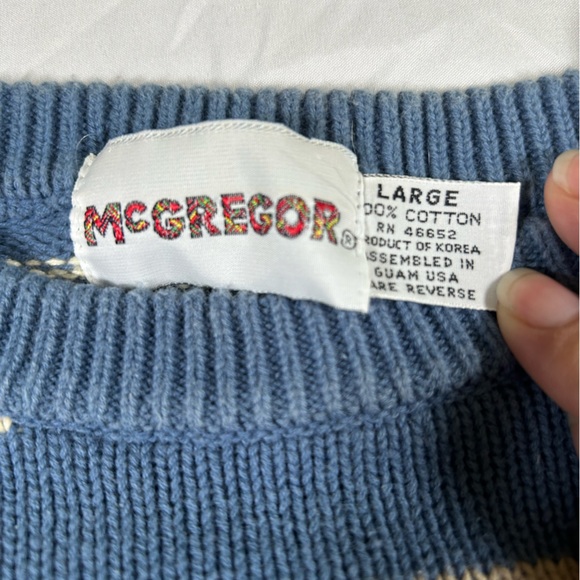 McGREGOR®
LARGE
00% COTTON
RN 46652
RODUCT OF KOREA
ASSEMBLED IN
GUAM USA
ARE REVERSE